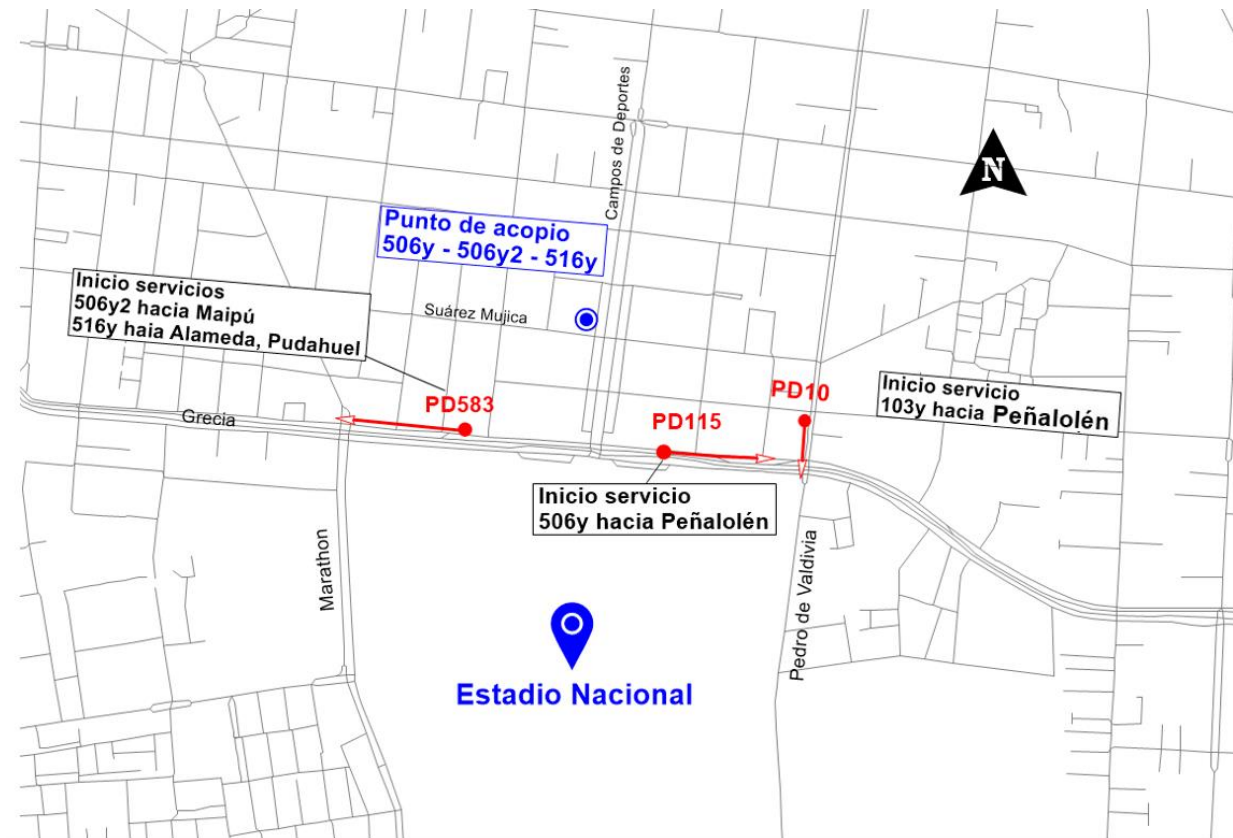 Campos de Deportes
N
Punto de acopio
506y - 506y2 - 516y
Inicio servicios
506y2 hacia Maipú
516y haia Alameda, Pudahuel
Suárez Mujica
PD583
PD115
PD10
Inicio servicio
103y hacia Peñalolén
Grecia
Inicio servicio
506y hacia Peñalolén
Marathon
Pedro de Valdivia
Estadio Nacional